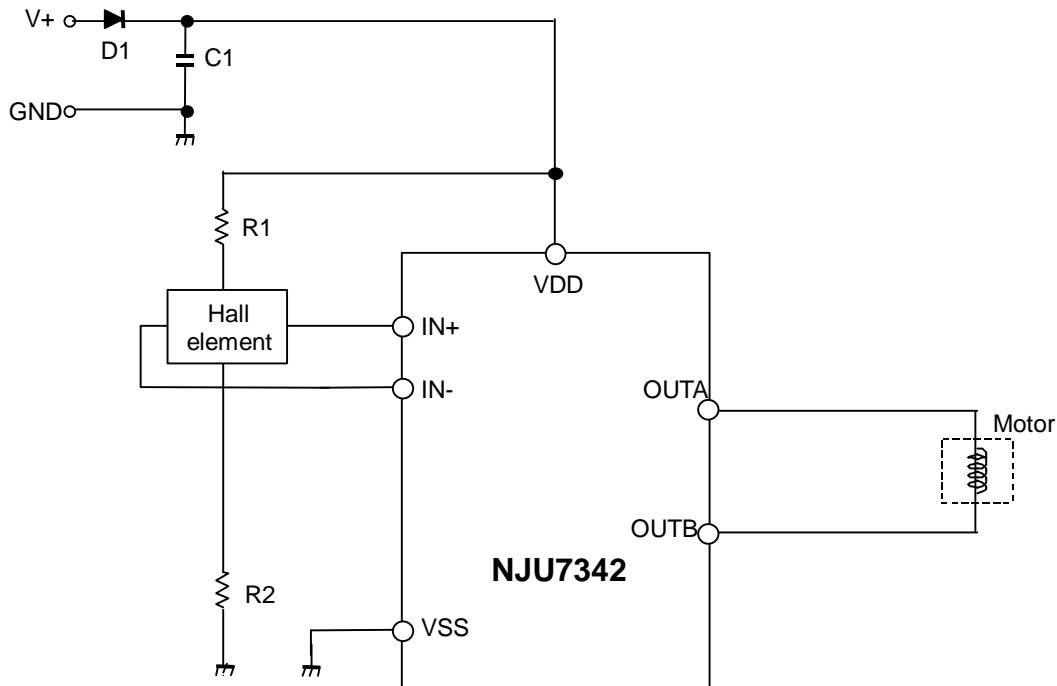 V+
D1
C1
GND
R1
VDD
Hall
element
IN+
IN-
OUTA
Motor
OUTB
NJU7342
R2
VSS